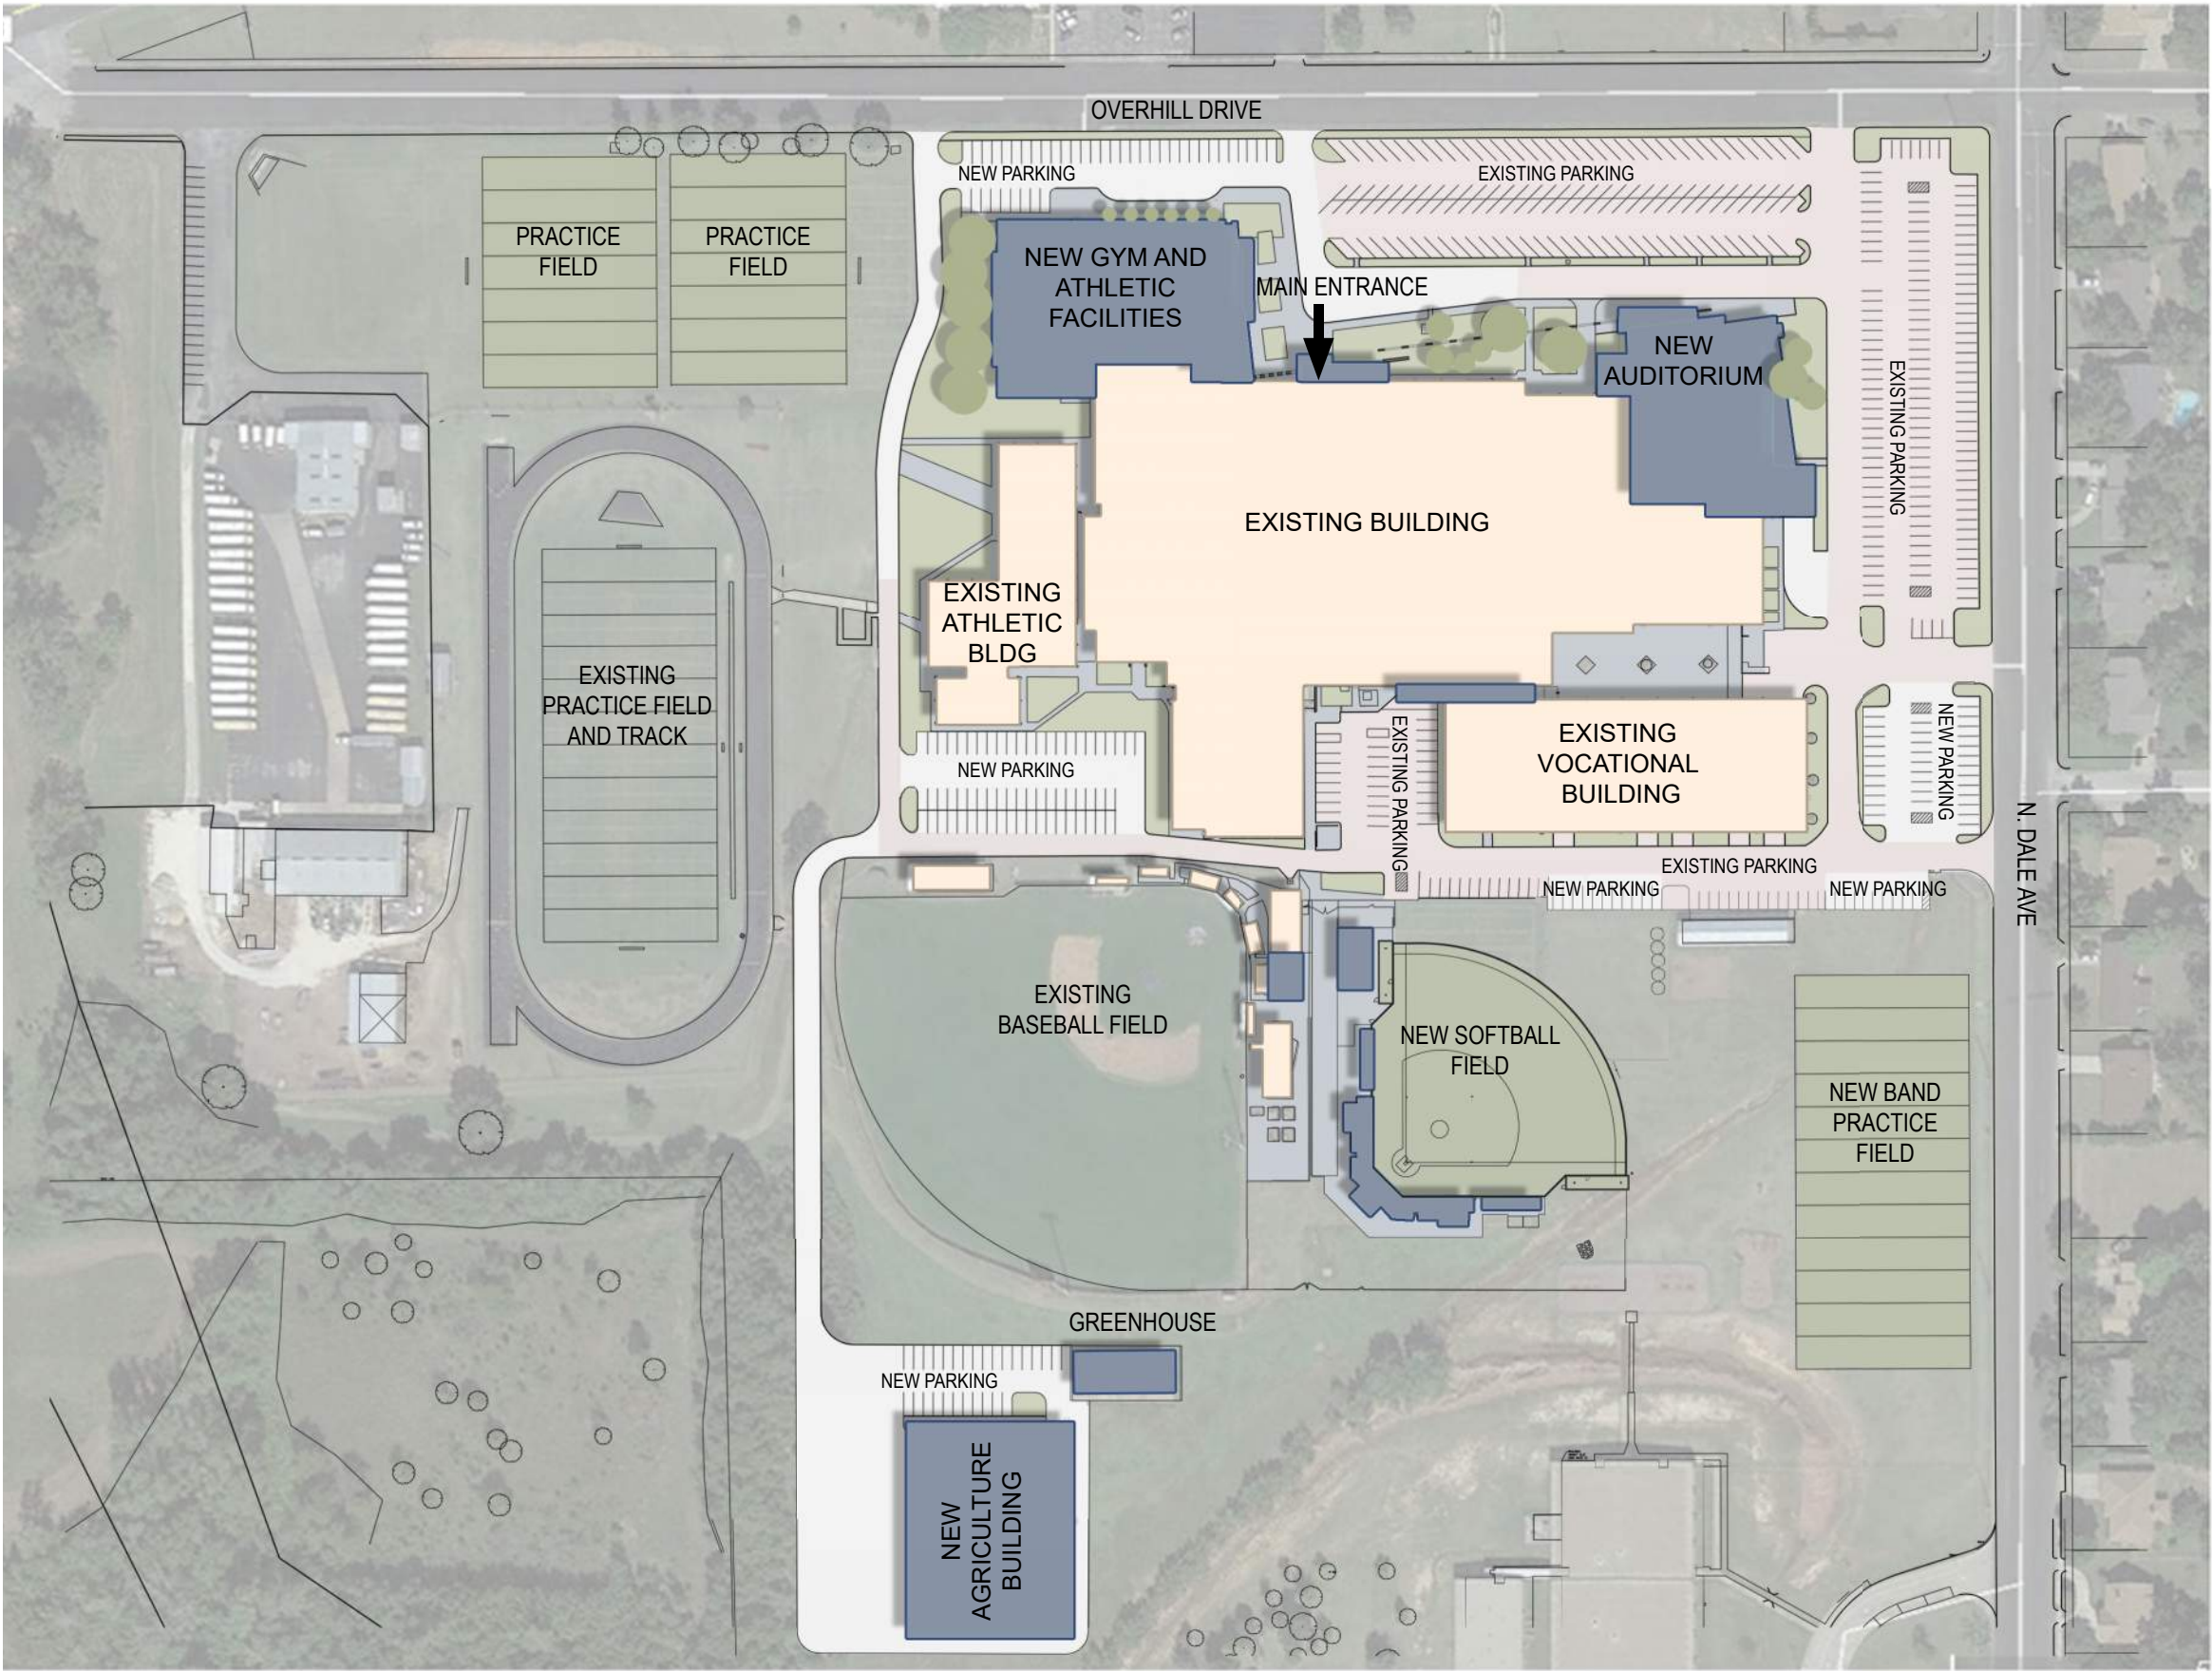 OVERHILL DRIVE
NEW PARKING
EXISTING PARKING
PRACTICE
FIELD
PRACTICE
FIELD
NEW GYM AND
ATHLETIC
FACILITIES
MAIN ENTRANCE
NEW
AUDITORIUM
EXISTING PARKING
EXISTING BUILDING
EXISTING
ATHLETIC
BLDG
EXISTING
PRACTICE FIELD
AND TRACK
NEW PARKING
EXISTING PARKING
EXISTING
VOCATIONAL
BUILDING
NEW PARKING
N. DALE AVE
EXISTING PARKING
NEW PARKING
NEW PARKING
EXISTING
BASEBALL FIELD
NEW SOFTBALL
FIELD
NEW BAND
PRACTICE
FIELD
GREENHOUSE
NEW PARKING
NEW
AGRICULTURE
BUILDING